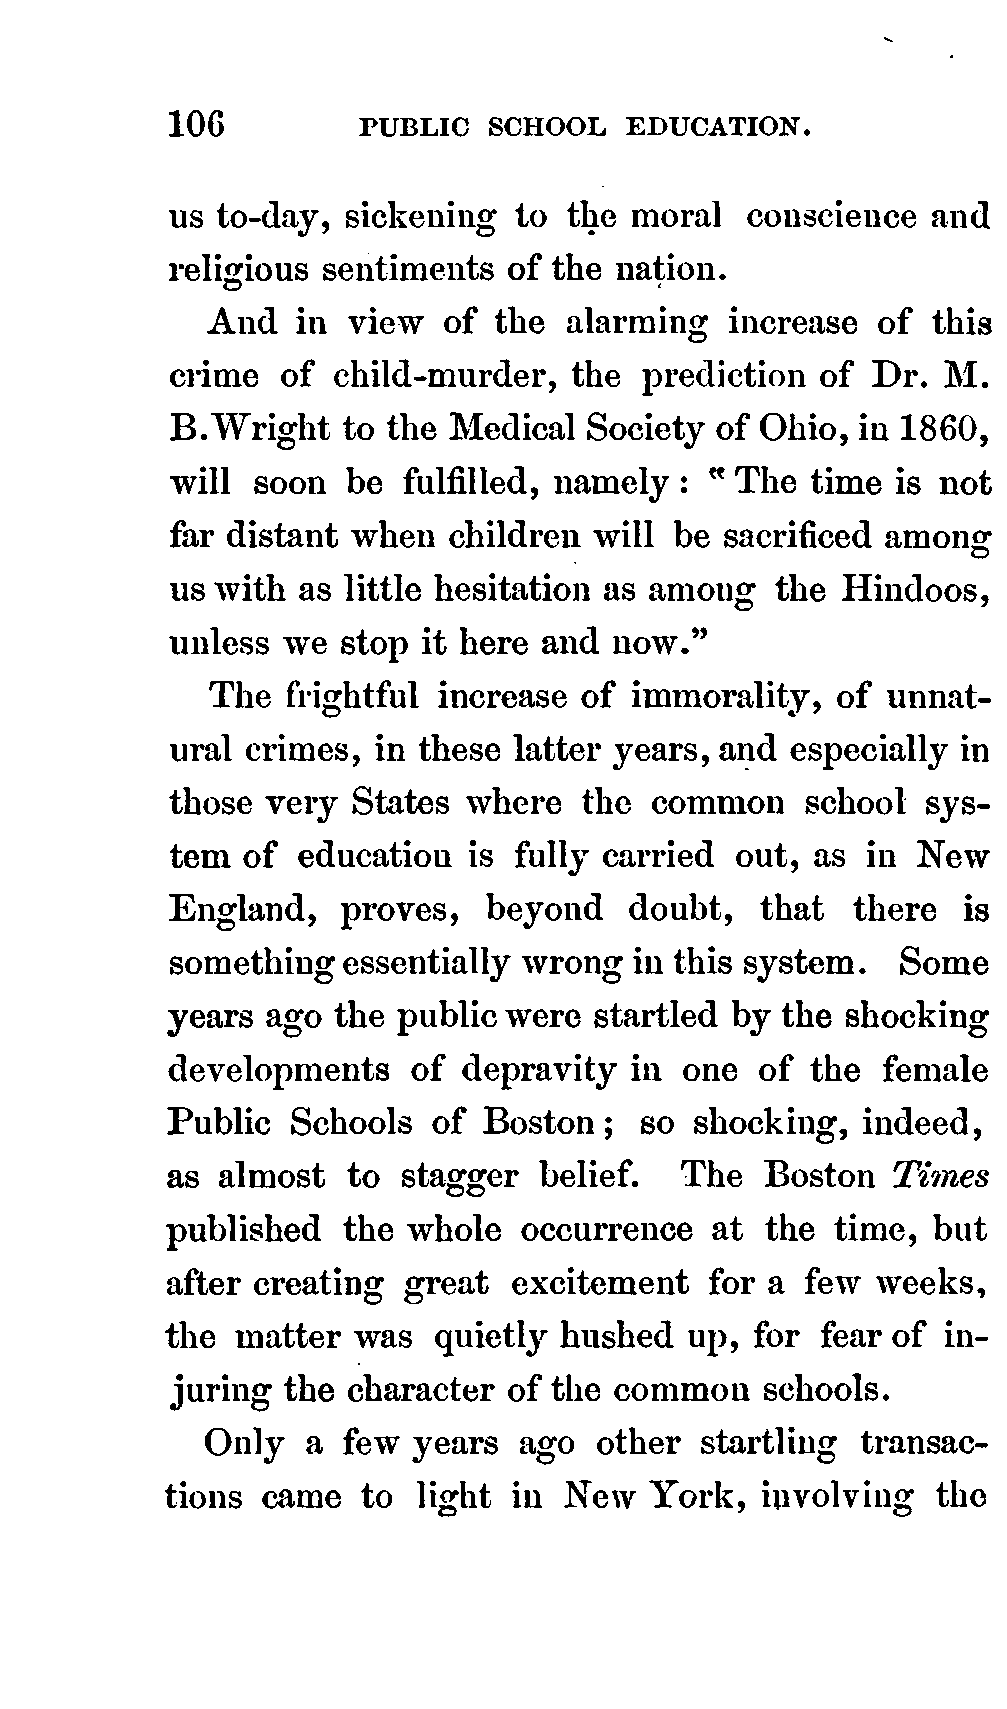 106 PUBLIC SCHOOL EDUCATION.
us to-day, sickening to the moral conscience and
religious sentiments of the nation.
And in view of the alarming increase of this
crime of child-murder, the prediction of Dr. M.
B. Wright to the Medical Society of Ohio, in 1860,
will soon be fulfilled, namely : "The time is not
far distant when children will be sacrificed among
us with as little hesitation as among the Hindoos,
unless we stop it here and now."
The frightful increase of immorality, of unnat-
ural crimes, in these latter years, and especially in
those very States where the common school sys-
tem of education is fully carried out, as in New
England, proves, beyond doubt, that there is
something essentially wrong in this system. Some
years ago the public were startled by the shocking
developments of depravity in one of the female
Public Schools of Boston; so shocking, indeed,
as almost to stagger belief. The Boston Times
published the whole occurrence at the time, but
after creating great excitement for a few weeks,
the matter was quietly hushed up, for fear of in-
juring the character of the common schools.
Only a few years ago other startling transac-
tions came to light in New York, involving the